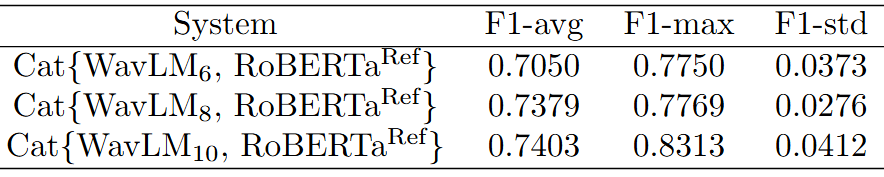 System F1-avg F1-max F1-std
Cat{WavLM₆, RoBERTaᴿᵉᶠ} 0.7050 0.7750 0.0373
Cat{WavLM₈, RoBERTaᴿᵉᶠ} 0.7379 0.7769 0.0276
Cat{WavLM₁₀, RoBERTaᴿᵉᶠ} 0.7403 0.8313 0.0412